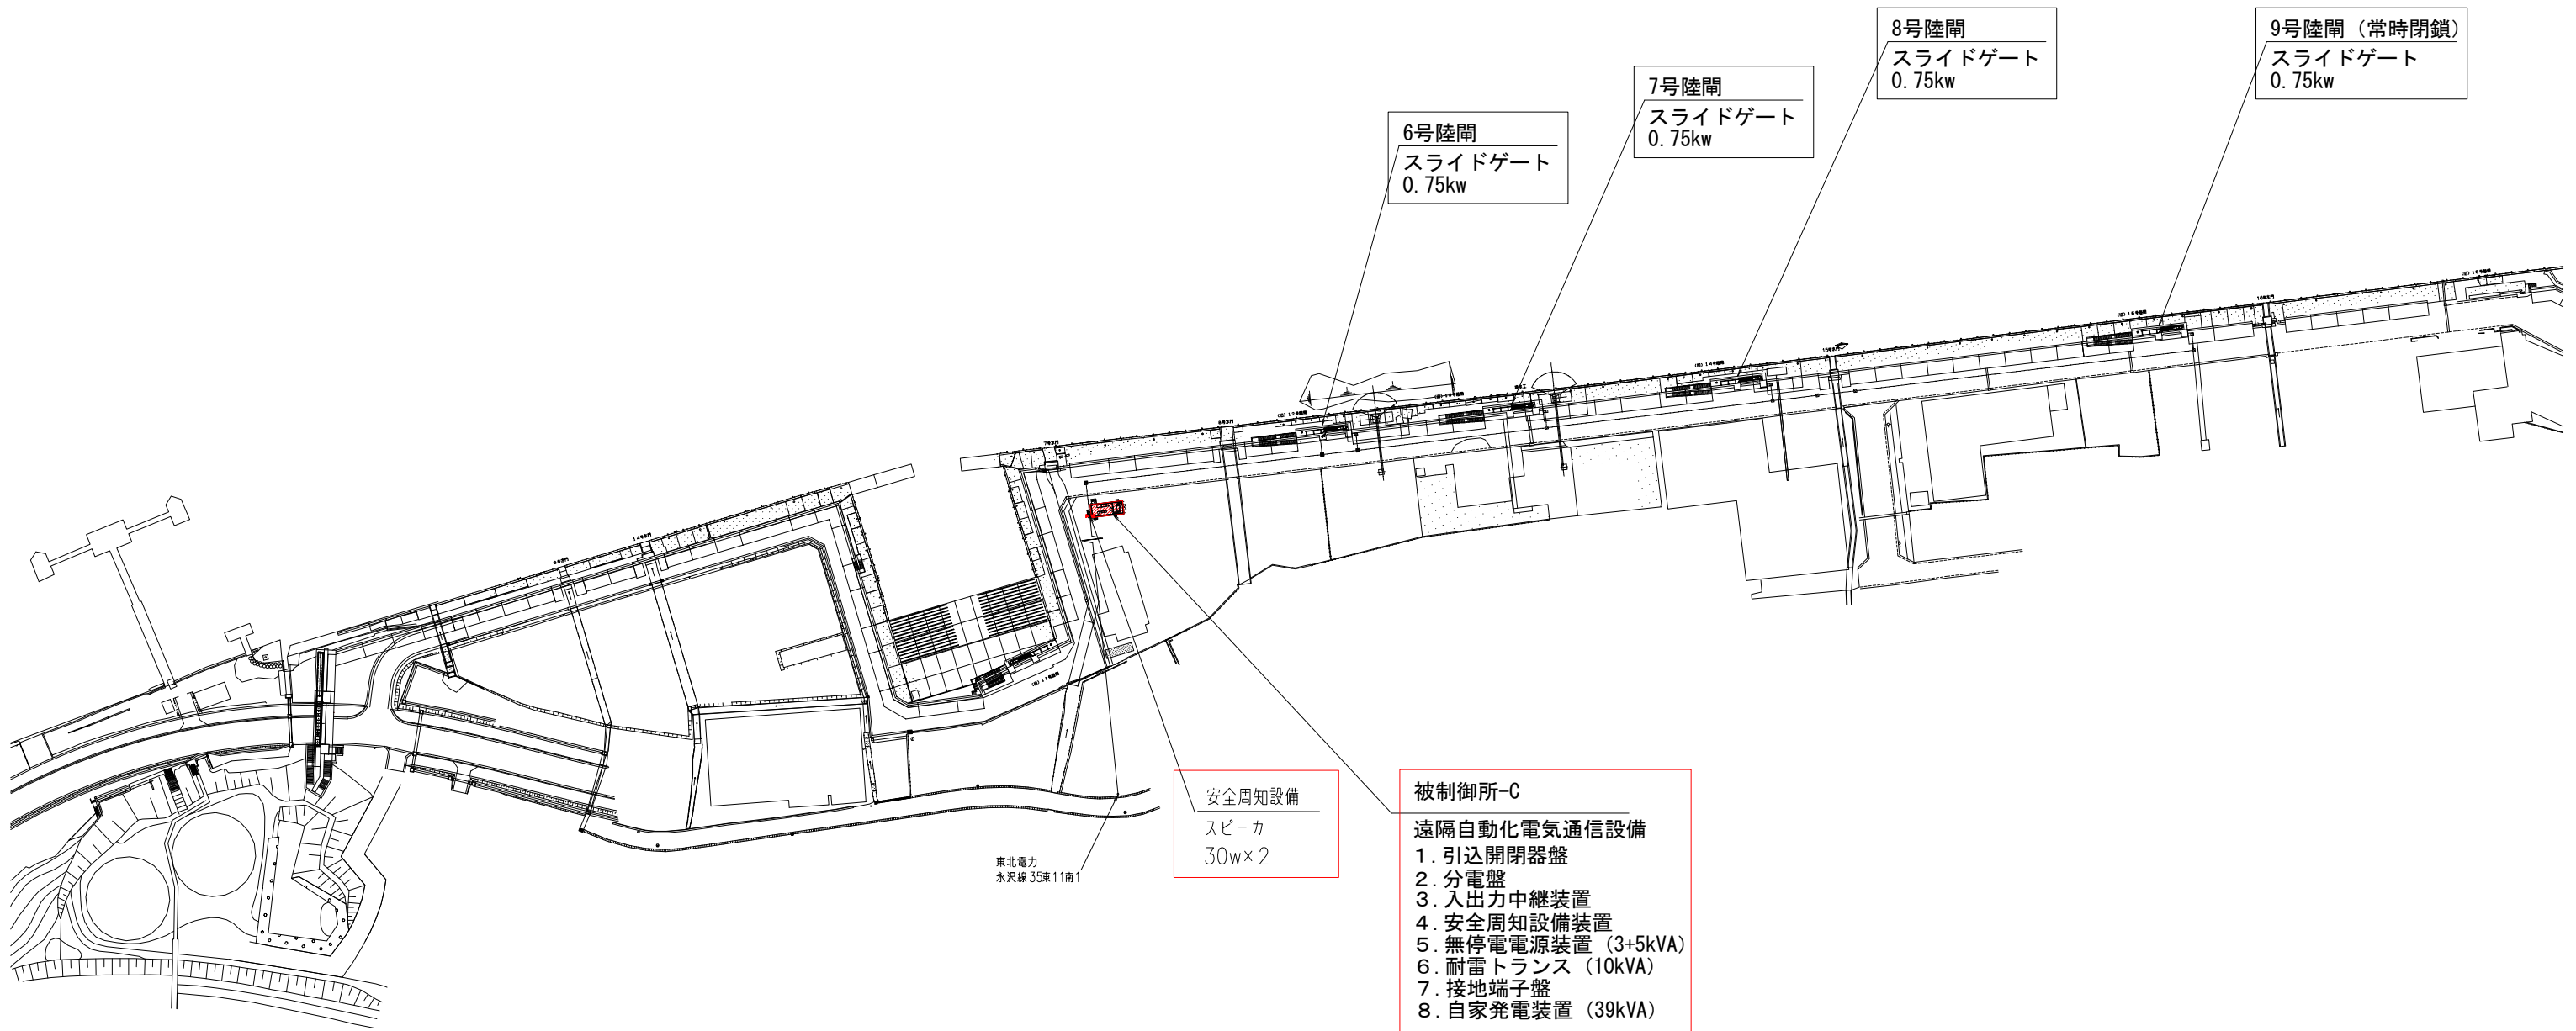 8号陸閘
スライドゲート
0.75kw
9号陸閘（常時閉鎖）
スライドゲート
0.75kw
7号陸閘
スライドゲート
0.75kw
6号陸閘
スライドゲート
0.75kw
安全周知設備
スピーカ
30w×2
東北電力
永沢線35東11南1
被制御所-C
遠隔自動化電気通信設備
1．引込開閉器盤
2．分電盤
3．入出力中継装置
4．安全周知設備装置
5．無停電電源装置（3+5kVA）
6．耐雷トランス（10kVA）
7．接地端子盤
8．自家発電装置（39kVA）